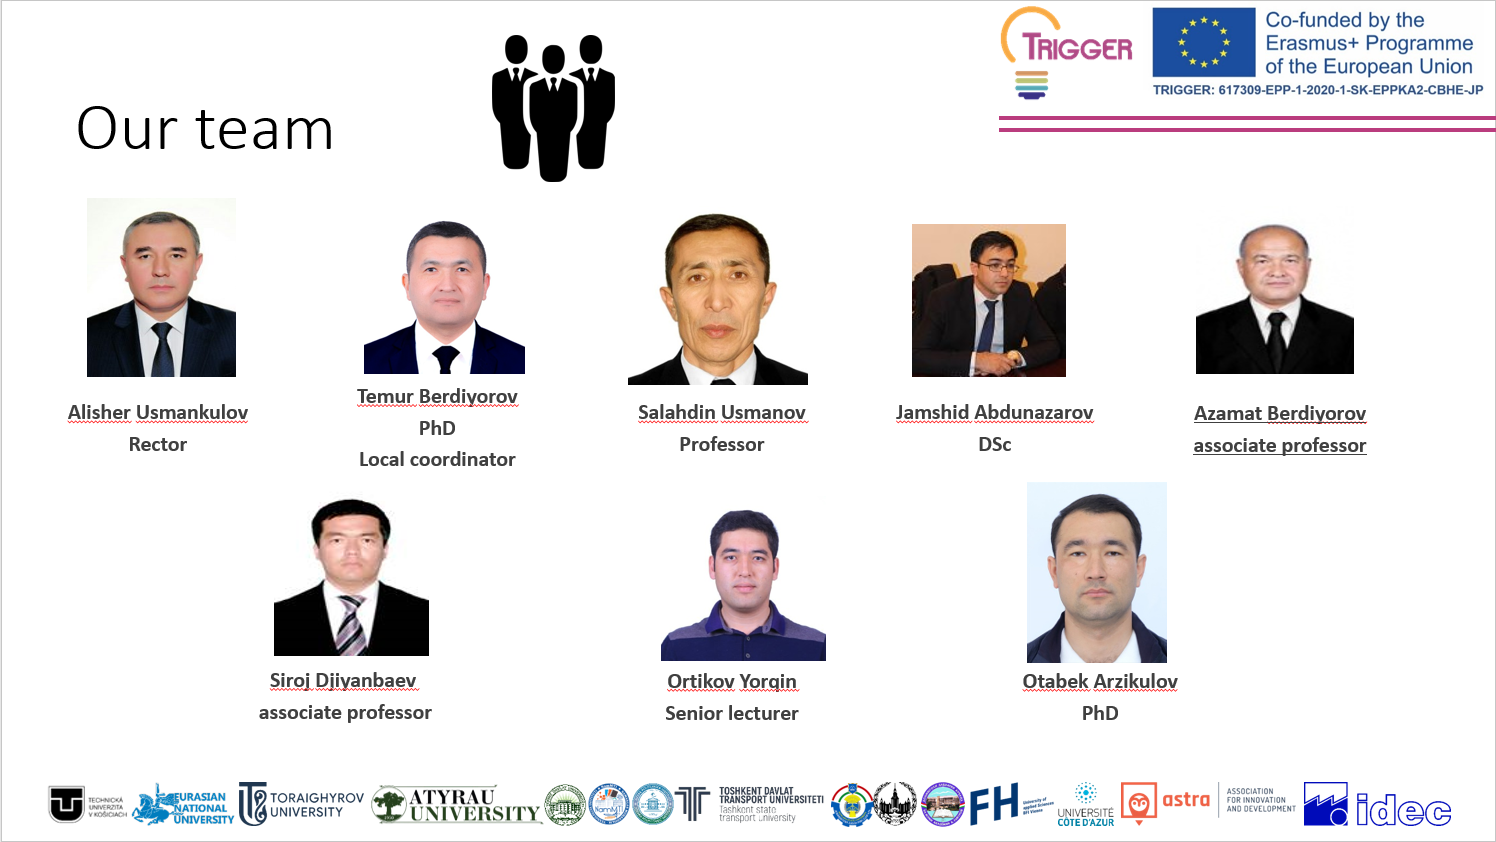 TRIGGER
Co-funded by the
Erasmus+ Programme
of the European Union
TRIGGER: 617309-EPP-1-2020-1-SK-EPPKA2-CBHE-JP
Our team
Alisher Usmankulov
Rector
Temur Berdiyorov
PhD
Local coordinator
Salahdin Usmanov
Professor
Jamshid Abdunazarov
DSc
Azamat Berdiyorov
associate professor
Siroj Djiyanbaev
associate professor
Ortikov Yorqin
Senior lecturer
Otabek Arzikulov
PhD
TECHNICKÁ
UNIVERZITA
V KOŠICIACH
EURASIAN
NATIONAL
UNIVERSITY
TORAIGHYROV
UNIVERSITY
ATYRAU
UNIVERSITY
TOSHKENT DAVLAT
TRANSPORT UNIVERSITETI
Tashkent state
transport university
FH
University of
Applied Sciences
UNIVERSITÉ
CÔTE D'AZUR
astra
ASSOCIATION
FOR INNOVATION
AND DEVELOPMENT
idec